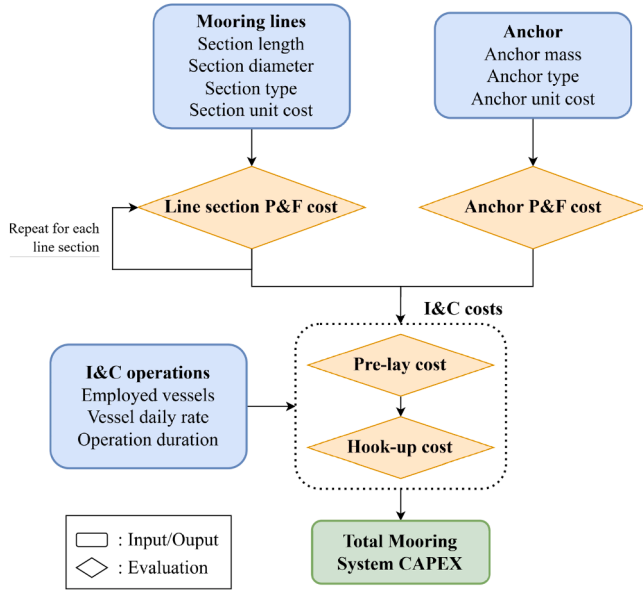 Mooring lines
Section length
Section diameter
Section type
Section unit cost
Anchor
Anchor mass
Anchor type
Anchor unit cost
Line section P&F cost
Anchor P&F cost
Repeat for each
line section
I&C costs
Pre-lay cost
I&C operations
Employed vessels
Vessel daily rate
Operation duration
Hook-up cost
: Input/Ouput
: Evaluation
Total Mooring
System CAPEX